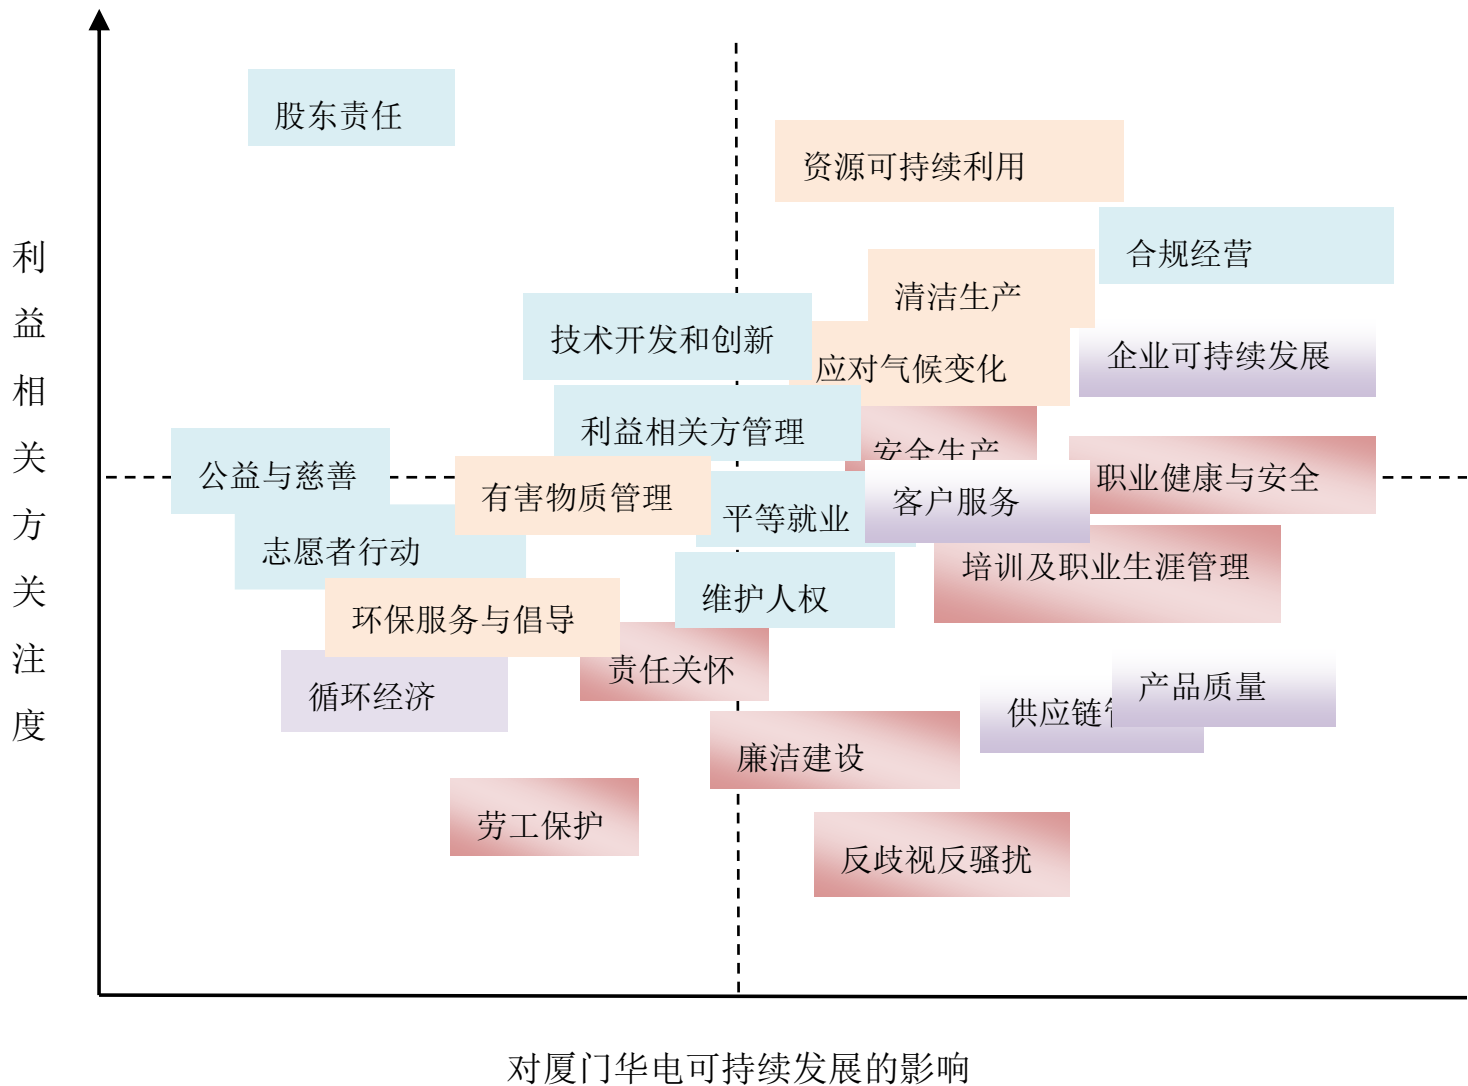 股东责任
资源可持续利用
合规经营
清洁生产
技术开发和创新
应对气候变化
企业可持续发展
利益相关方管理
安全生产
公益与慈善
有害物质管理
职业健康与安全
平等就业
客户服务
志愿者行动
培训及职业生涯管理
环保服务与倡导
维护人权
责任关怀
循环经济
供应链
产品质量
廉洁建设
劳工保护
反歧视反骚扰
利益相关方关注度
对厦门华电可持续发展的影响